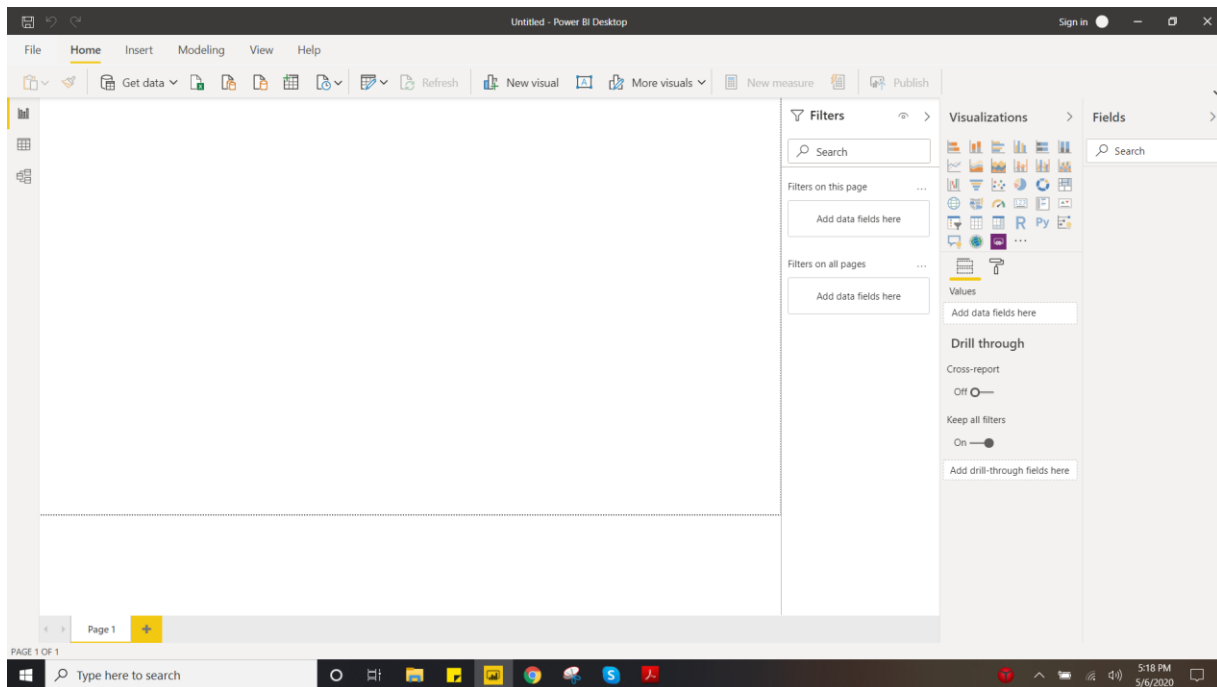 Untitled - Power BI Desktop
Sign in
File Home Insert Modeling View Help
Get data Refresh New visual More visuals New measure Publish
Filters
Search
Filters on this page ...
Add data fields here
Filters on all pages ...
Add data fields here
Visualizations
R Py
...
Values
Add data fields here
Drill through
Cross-report
Off
Keep all filters
On
Add drill-through fields here
Fields
Search
Page 1
PAGE 1 OF 1
Type here to search
5:18 PM
5/6/2020